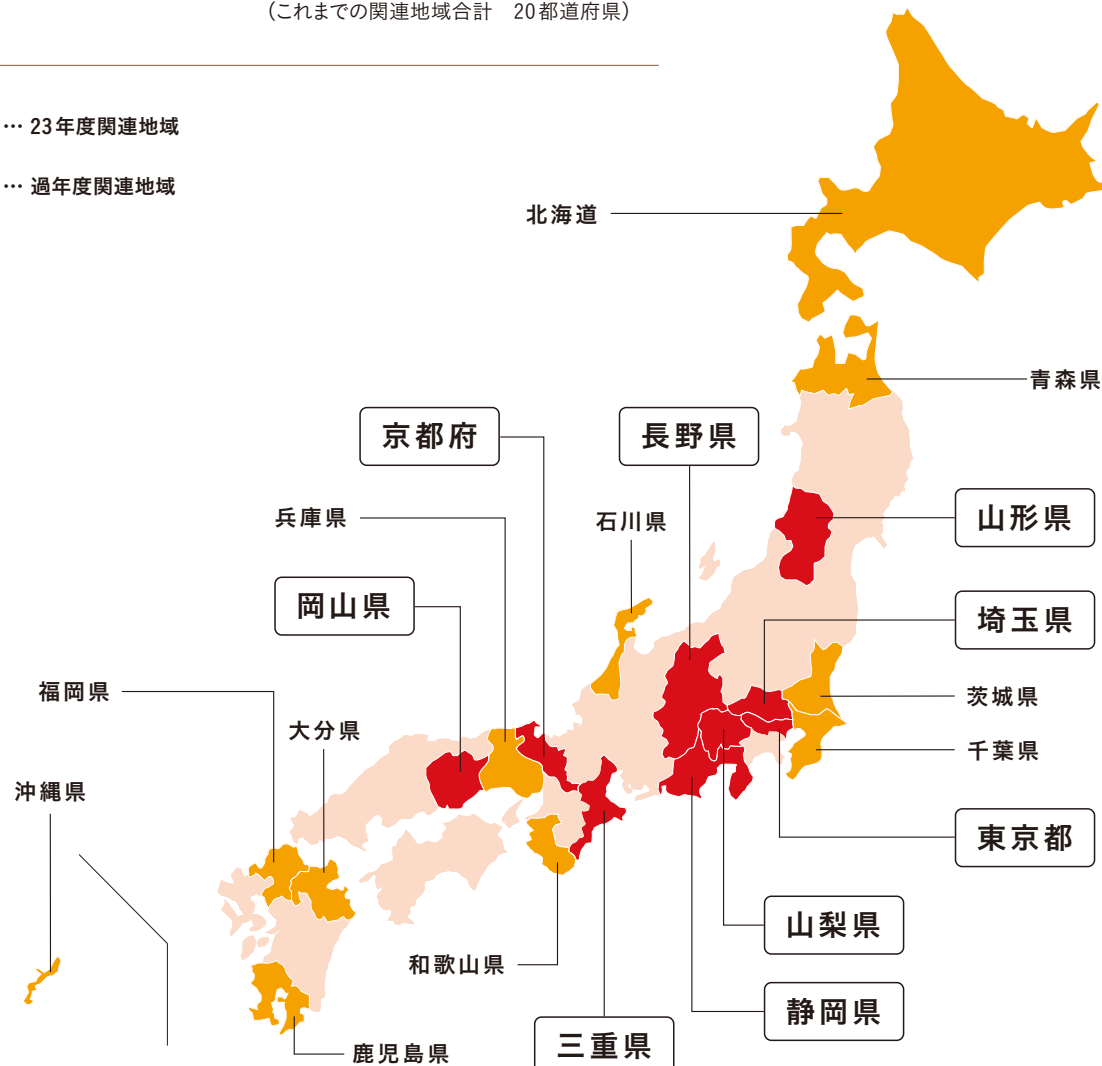 (これまでの関連地域合計　20都道府県)
… 23年度関連地域
… 過年度関連地域
北海道
青森県
京都府
長野県
山形県
兵庫県
石川県
岡山県
埼玉県
福岡県
茨城県
大分県
千葉県
沖縄県
東京都
山梨県
和歌山県
静岡県
三重県
鹿児島県